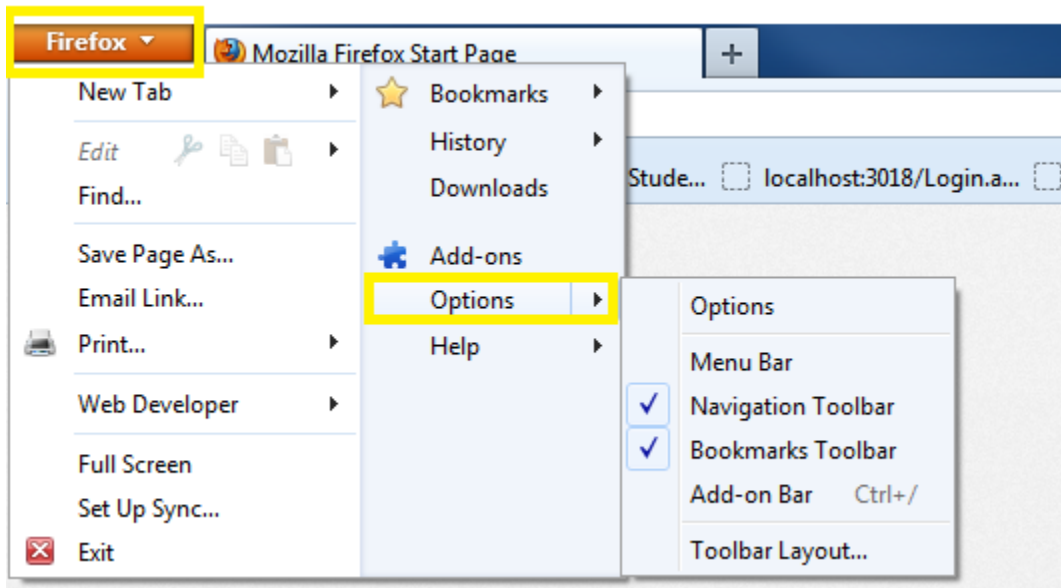 Firefox
Mozilla Firefox Start Page
+
New Tab
Edit
Find...
Save Page As...
Email Link...
Print...
Web Developer
Full Screen
Set Up Sync...
Exit
Bookmarks
History
Downloads
Add-ons
Options
Help
Stude... localhost:3018/Login.a...
Options
Menu Bar
Navigation Toolbar
Bookmarks Toolbar
Add-on Bar Ctrl+/
Toolbar Layout...